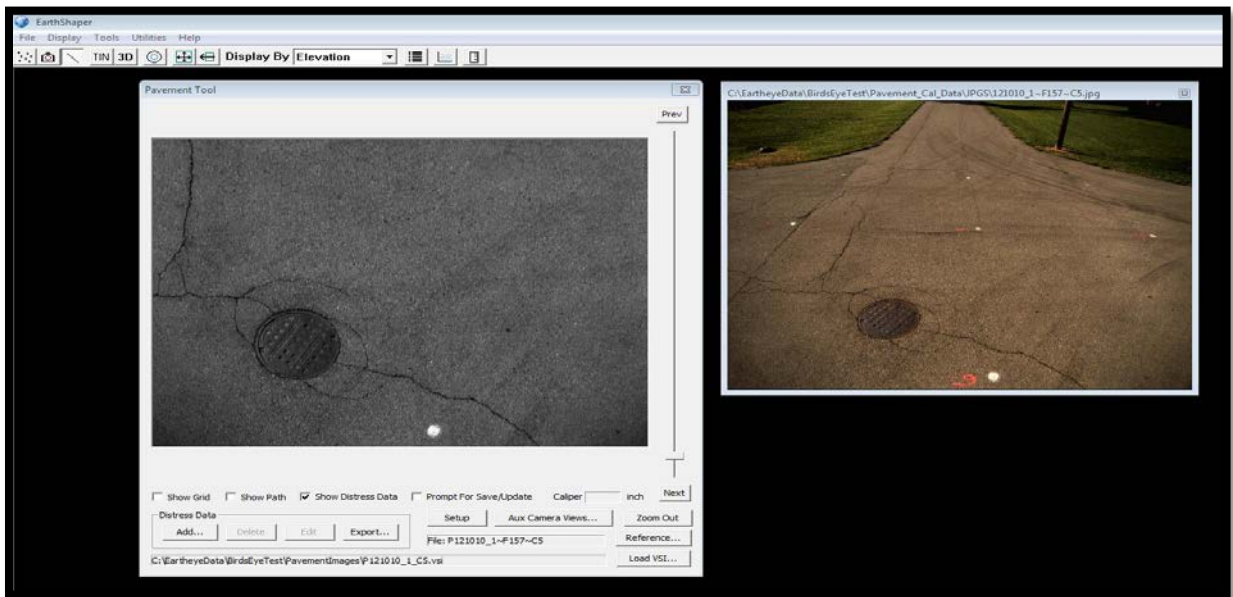 EarthShaper
File Display Tools Utilities Help
TIN 3D Display By Elevation
Pavement Tool
Prev
C:\EartheyeData\BirdsEyeTest\Pavement_Cal_Data\JPGS\121010_1~F157~C5.jpg
Show Grid Show Path Show Distress Data Prompt For Save/Update Caliper inch Next
Distress Data
Add... Delete Edit Export...
Setup Aux Camera Views... Zoom Out
File: P121010_1~F157~C5 Reference...
C:\EartheyeData\BirdsEyeTest\PavementImages\P121010_1_C5.vsi Load VSI...